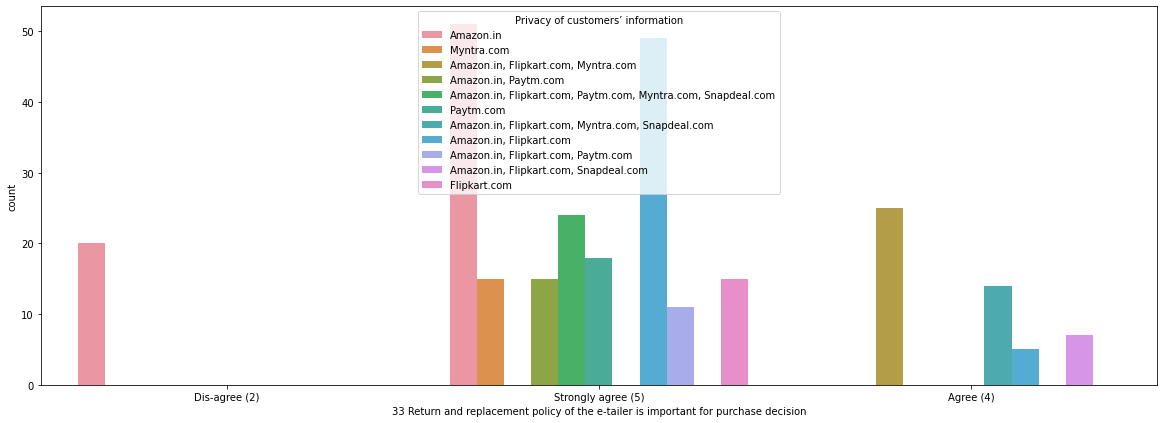 Privacy of customers’ information
Amazon.in
Myntra.com
Amazon.in, Flipkart.com, Myntra.com
Amazon.in, Paytm.com
Amazon.in, Flipkart.com, Paytm.com, Myntra.com, Snapdeal.com
Paytm.com
Amazon.in, Flipkart.com, Myntra.com, Snapdeal.com
Amazon.in, Flipkart.com
Amazon.in, Flipkart.com, Paytm.com
Amazon.in, Flipkart.com, Snapdeal.com
Flipkart.com
50
40
30
20
10
0
count
Dis-agree (2)
Strongly agree (5)
Agree (4)
33 Return and replacement policy of the e-tailer is important for purchase decision